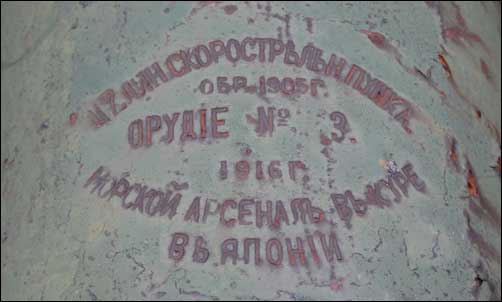 ЛИН. СКОРОСТРѢЛЬН. ПУШКА.
ОБР. 1905 Г.
ОРУДІЕ № 3.
1916 Г.
МОРСКОЙ АРСЕНАЛЪ ВЪ КУРЕ
ВЪ ЯПОНІИ